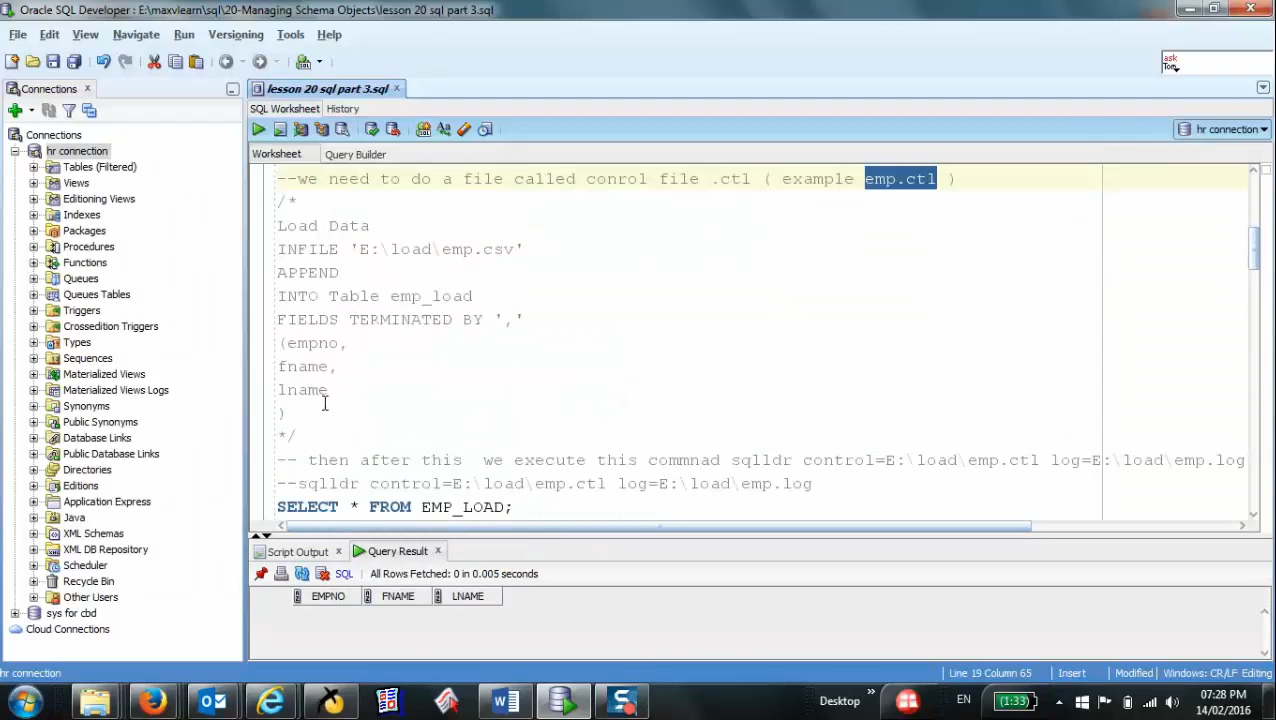 Oracle SQL Developer : E:\maxvlearn\sql\20-Managing Schema Objects\lesson 20 sql part 3.sql
File Edit View Navigate Run Versioning Tools Help
ask Tom
Connections
lesson 20 sql part 3.sql
SQL Worksheet History
hr connection
Worksheet Query Builder
Connections
hr connection
Tables (Filtered)
Views
Editioning Views
Indexes
Packages
Procedures
Functions
Queues
Queues Tables
Triggers
Crossedition Triggers
Types
Sequences
Materialized Views
Materialized Views Logs
Synonyms
Public Synonyms
Database Links
Public Database Links
Directories
Editions
Application Express
Java
XML Schemas
XML DB Repository
Scheduler
Recycle Bin
Other Users
sys for cbd
Cloud Connections
--we need to do a file called conrol file .ctl ( example emp.ctl )
/*
Load Data
INFILE 'E:\load\emp.csv'
APPEND
INTO Table emp_load
FIELDS TERMINATED BY ','
(empno,
fname,
lname
)
*/
-- then after this  we execute this commnad sqlldr control=E:\load\emp.ctl log=E:\load\emp.log
--sqlldr control=E:\load\emp.ctl log=E:\load\emp.log
SELECT * FROM EMP_LOAD;
Script Output Query Result
SQL All Rows Fetched: 0 in 0.005 seconds
EMPNO FNAME LNAME
hr connection
Line 19 Column 65 Insert Modified Windows: CR/LF Editing
Desktop EN (1:33) 07:28 PM
14/02/2016